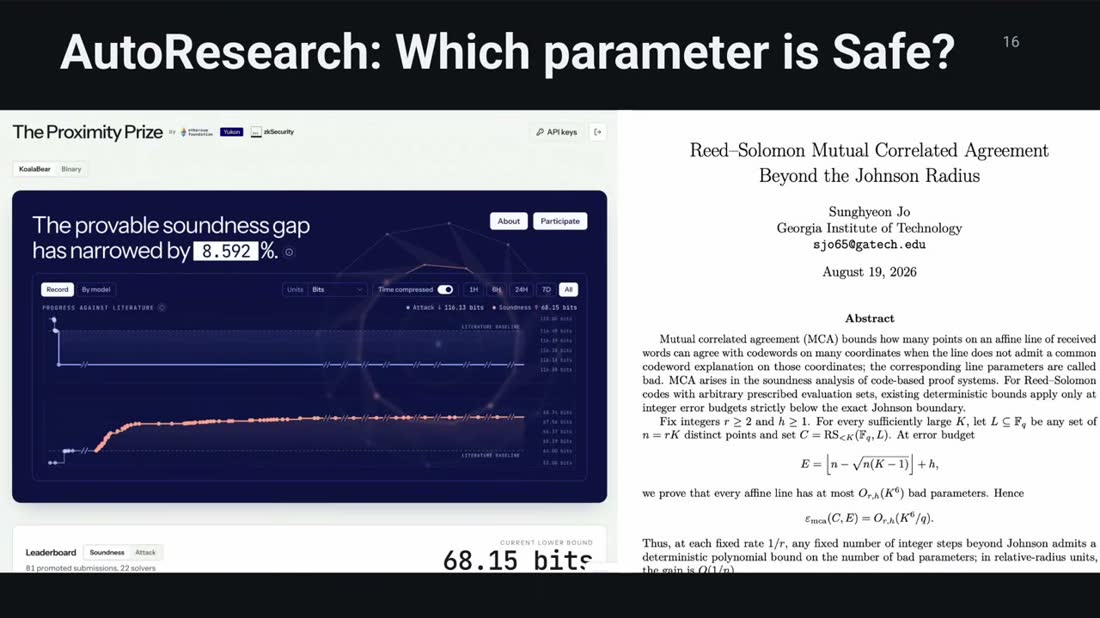 AutoResearch: Which parameter is Safe?
16
The Proximity Prize
by
ethereum foundation
Yukon
zkSecurity
API keys
KoalaBear
Binary
The provable soundness gap
has narrowed by 8.592 %.
About
Participate
Record
By model
Units
Bits
Time compressed
1H
6H
24H
7D
All
PROGRESS AGAINST LITERATURE
Attack ↓ 116.13 bits
Soundness ↑ 68.15 bits
LITERATURE BASELINE
LITERATURE BASELINE
Leaderboard
Soundness
Attack
81 promoted submissions, 22 solvers
CURRENT LOWER BOUND
68.15 bits
Reed–Solomon Mutual Correlated Agreement
Beyond the Johnson Radius
Sunghyeon Jo
Georgia Institute of Technology
sjo65@gatech.edu
August 19, 2026
Abstract
Mutual correlated agreement (MCA) bounds how many points on an affine line of received
words can agree with codewords on many coordinates when the line does not admit a common
codeword explanation on those coordinates; the corresponding line parameters are called
bad. MCA arises in the soundness analysis of code-based proof systems. For Reed–Solomon
codes with arbitrary prescribed evaluation sets, existing deterministic bounds apply only at
integer error budgets strictly below the exact Johnson boundary.
Fix integers r ≥ 2 and h ≥ 1. For every sufficiently large K, let L ⊆ 𝔽q be any set of
n = rK distinct points and set C = RS<K(𝔽q, L). At error budget
E = ⌊n − √n(K − 1)⌋ + h,
we prove that every affine line has at most Or,h(K⁶) bad parameters. Hence
εmca(C, E) = Or,h(K⁶/q).
Thus, at each fixed rate 1/r, any fixed number of integer steps beyond Johnson admits a
deterministic polynomial bound on the number of bad parameters; in relative-radius units,
the gain is O(1/n).